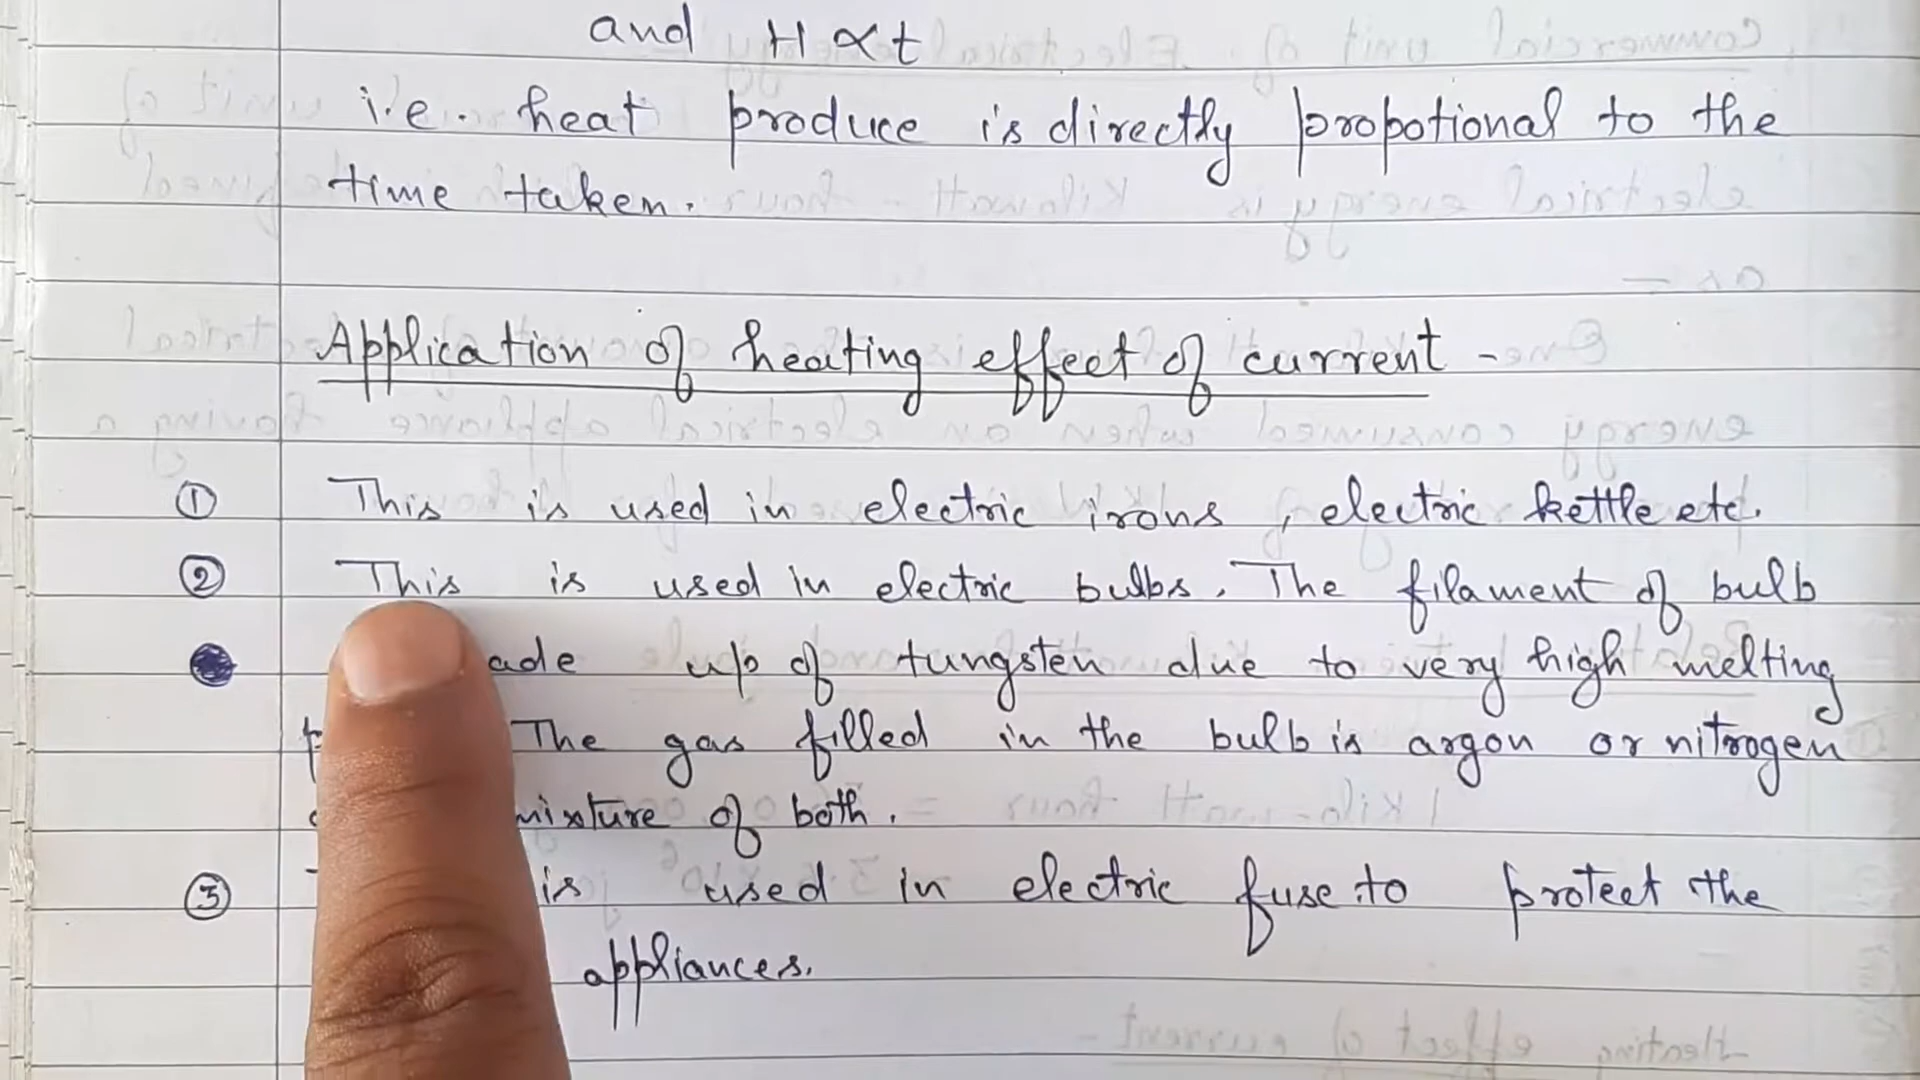 and H ∝ t
i.e. heat produce is directly propotional to the
time taken.
Application of heating effect of current -
① This is used in electric irons, electric kettle etc.
② This is used in electric bulbs. The filament of bulb
ade up of tungsten due to very high melting
The gas filled in the bulb is argon or nitrogen
mixture of both.
③ is used in electric fuse to protect the
appliances.